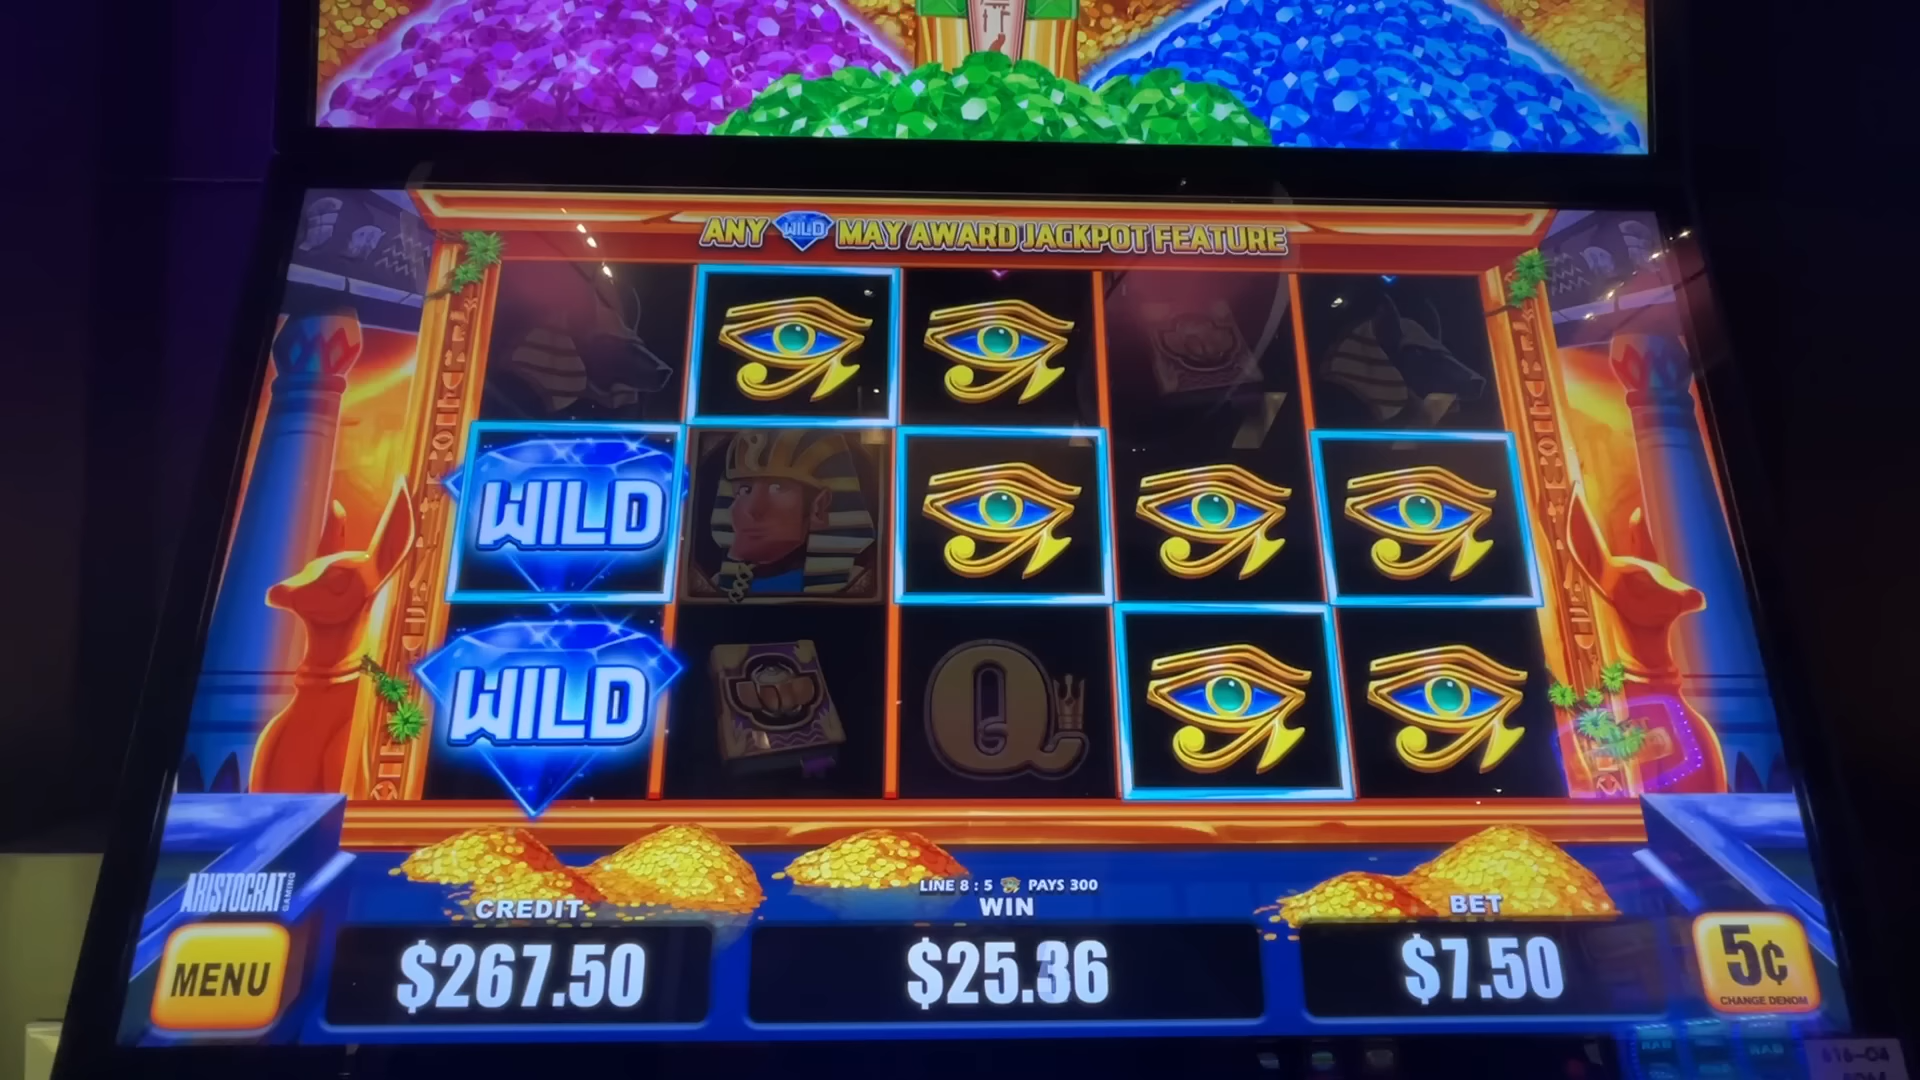 ANY WILD MAY AWARD JACKPOT FEATURE
WILD
WILD
Q
LINE 8 : 5 PAYS 300
ARISTOCRAT GAMING
CREDIT
WIN
BET
MENU
$267.50
$25.36
$7.50
5¢
CHANGE DENOM